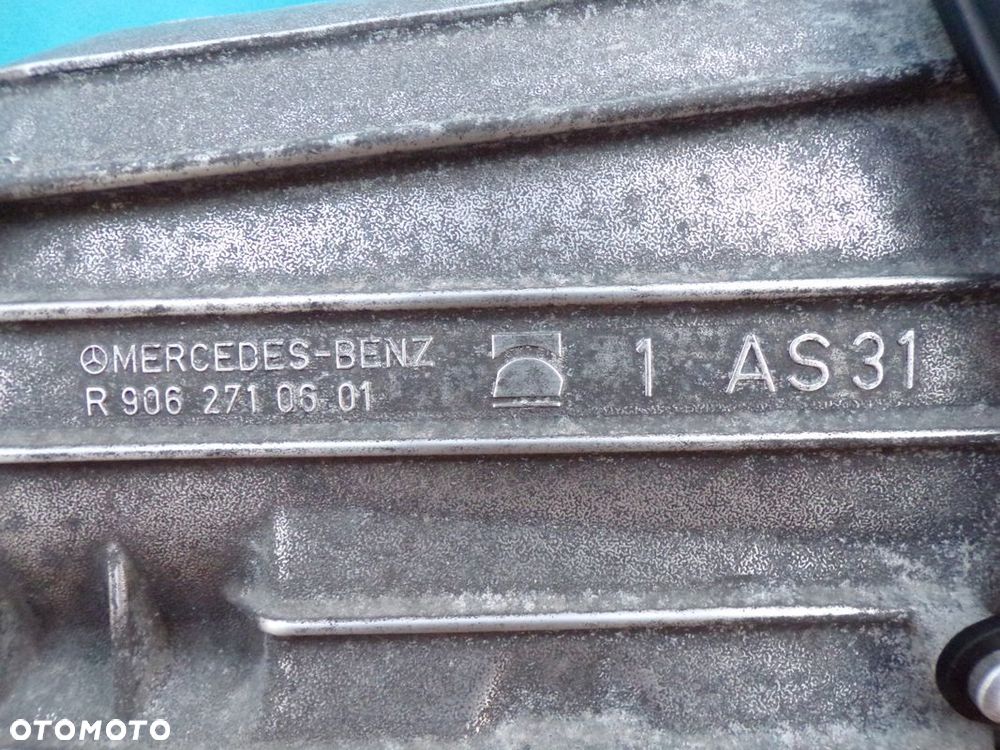 MERCEDES-BENZ
R 906 271 06 01
1 AS31
OTOMOTO